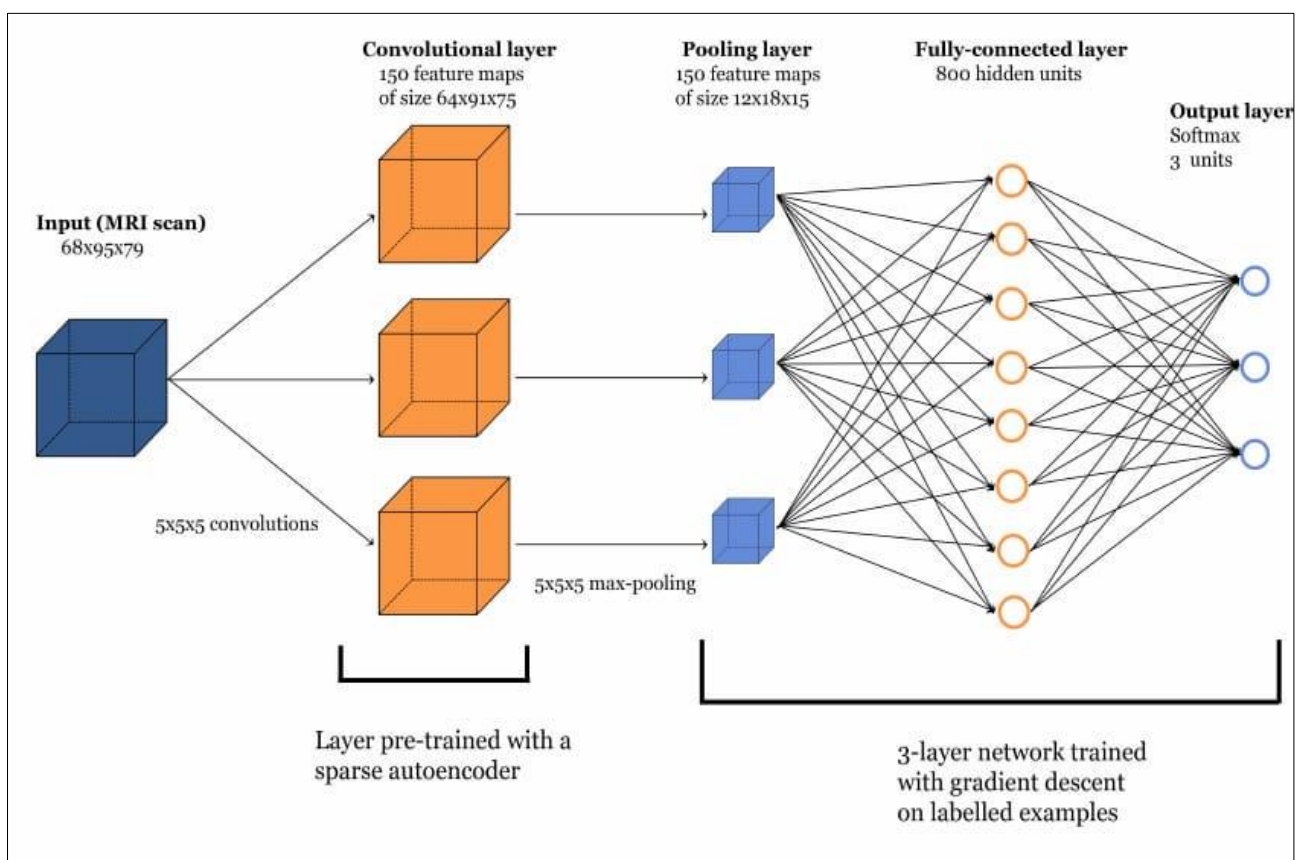 Convolutional layer
150 feature maps
of size 64x91x75
Pooling layer
150 feature maps
of size 12x18x15
Fully-connected layer
800 hidden units
Output layer
Softmax
3 units
Input (MRI scan)
68x95x79
5x5x5 convolutions
5x5x5 max-pooling
Layer pre-trained with a
sparse autoencoder
3-layer network trained
with gradient descent
on labelled examples